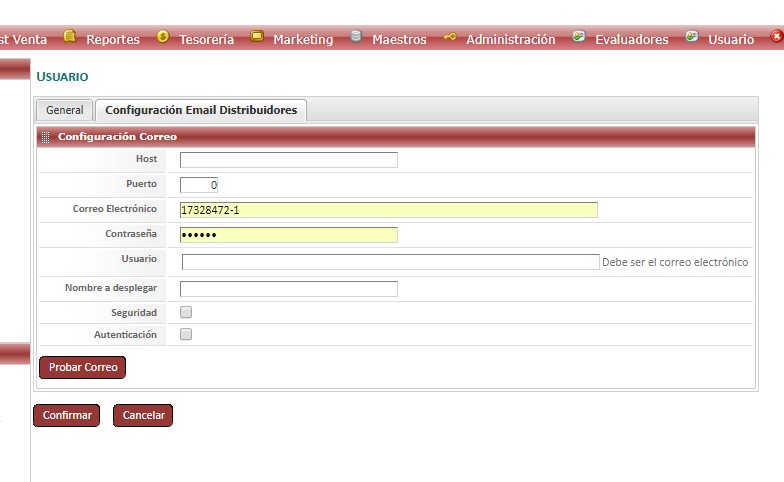 st Venta Reportes Tesorería Marketing Maestros Administración Evaluadores Usuario
USUARIO
General Configuración Email Distribuidores
Configuración Correo
Host
Puerto 0
Correo Electrónico 17328472-1
Contraseña ••••••
Usuario Debe ser el correo electrónico
Nombre a desplegar
Seguridad
Autenticación
Probar Correo
Confirmar Cancelar